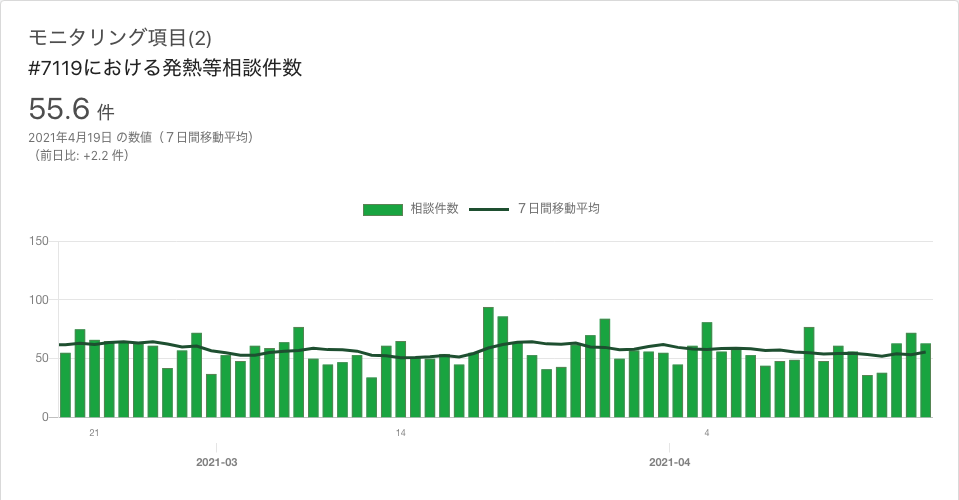 モニタリング項目(2)
#7119における発熱等相談件数
55.6 件
2021年4月19日 の数値（７日間移動平均）
（前日比: +2.2 件）
相談件数 ７日間移動平均
150
100
50
0
21 14 4
2021-03 2021-04